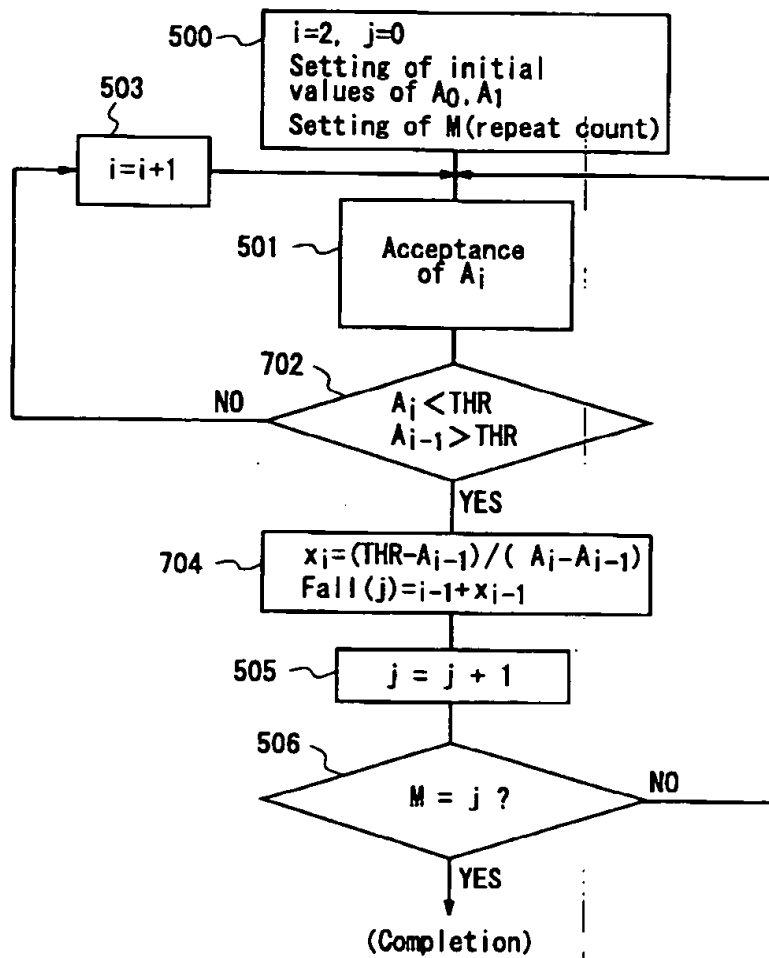 500
i=2, j=0
Setting of initial
values of A0, A1
Setting of M(repeat count)
503
i=i+1
501
Acceptance
of Ai
702
NO
Ai<THR
Ai-1>THR
YES
704
xi=(THR-Ai-1)/( Ai-Ai-1)
Fall(j)=i-1+xi-1
505
j = j + 1
506
M = j ?
NO
YES
(Completion)